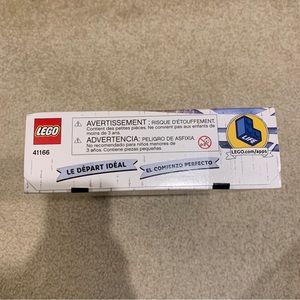 LEGO
41166
AVERTISSEMENT : RISQUE D'ÉTOUFFEMENT.
Contient des petites pièces. Ne convient pas aux enfants de
moins de 3 ans.
ADVERTENCIA: PELIGRO DE ASFIXIA.
No recomendado para niños menores de
3 años. Contiene piezas pequeñas.
LE DÉPART IDÉAL
EL COMIENZO PERFECTO
LEGO.com/apps